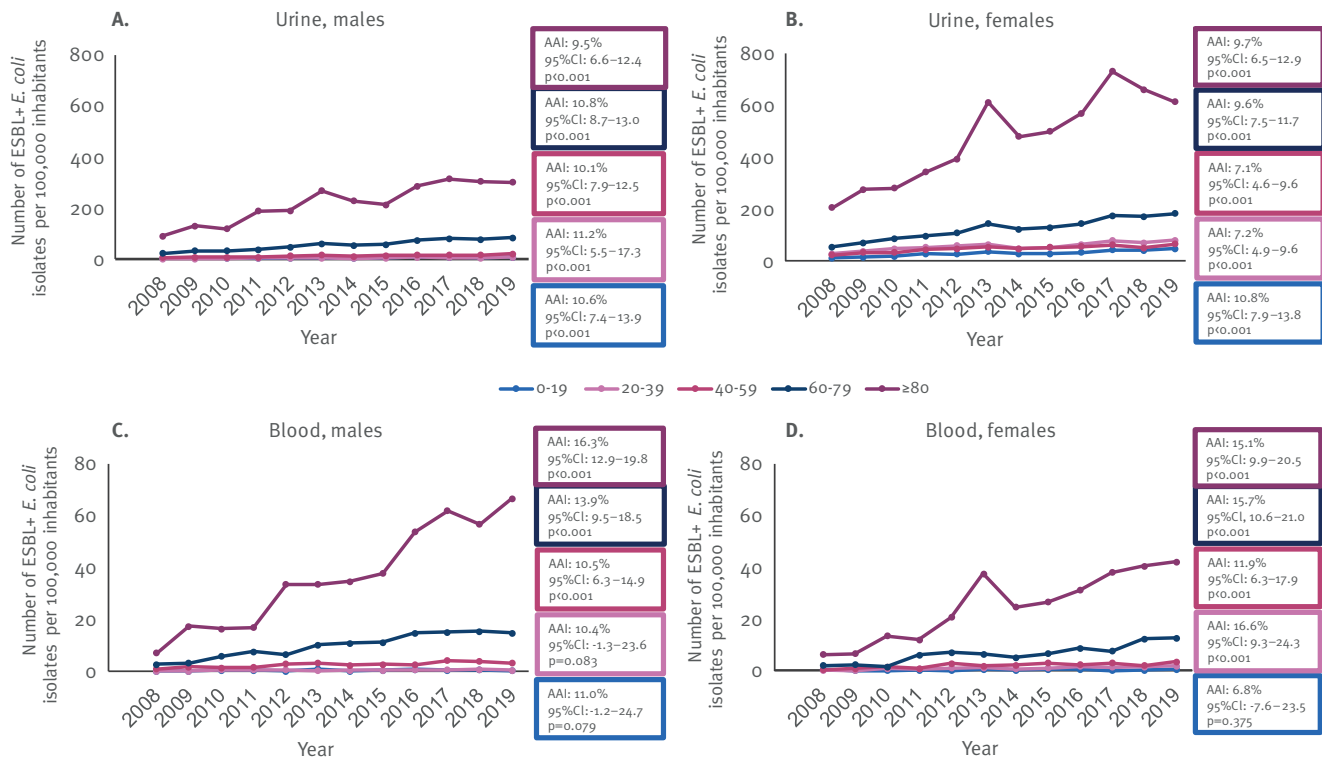 A.
Urine, males
Number of ESBL+ E. coli
isolates per 100,000 inhabitants
800
600
400
200
0
2008
2009
2010
2011
2012
2013
2014
2015
2016
2017
2018
2019
Year
AAI: 9.5%
95%CI: 6.6–12.4
p<0.001
AAI: 10.8%
95%CI: 8.7–13.0
p<0.001
AAI: 10.1%
95%CI: 7.9–12.5
p<0.001
AAI: 11.2%
95%CI: 5.5–17.3
p<0.001
AAI: 10.6%
95%CI: 7.4–13.9
p<0.001
B.
Urine, females
Number of ESBL+ E. coli
isolates per 100,000 inhabitants
800
600
400
200
0
2008
2009
2010
2011
2012
2013
2014
2015
2016
2017
2018
2019
Year
AAI: 9.7%
95%CI: 6.5–12.9
p<0.001
AAI: 9.6%
95%CI: 7.5–11.7
p<0.001
AAI: 7.1%
95%CI: 4.6–9.6
p<0.001
AAI: 7.2%
95%CI: 4.9–9.6
p<0.001
AAI: 10.8%
95%CI: 7.9–13.8
p<0.001
0-19 20-39 40-59 60-79 ≥80
C.
Blood, males
Number of ESBL+ E. coli
isolates per 100,000 inhabitants
80
60
40
20
0
2008
2009
2010
2011
2012
2013
2014
2015
2016
2017
2018
2019
Year
AAI: 16.3%
95%CI: 12.9–19.8
p<0.001
AAI: 13.9%
95%CI: 9.5–18.5
p<0.001
AAI: 10.5%
95%CI: 6.3–14.9
p<0.001
AAI: 10.4%
95%CI: -1.3–23.6
p=0.083
AAI: 11.0%
95%CI:-1.2–24.7
p=0.079
D.
Blood, females
Number of ESBL+ E. coli
isolates per 100,000 inhabitants
80
60
40
20
0
2008
2009
2010
2011
2012
2013
2014
2015
2016
2017
2018
2019
Year
AAI: 15.1%
95%CI: 9.9–20.5
p<0.001
AAI: 15.7%
95%CI, 10.6–21.0
p<0.001
AAI: 11.9%
95%CI: 6.3–17.9
p<0.001
AAI: 16.6%
95%CI: 9.3–24.3
p<0.001
AAI: 6.8%
95%CI: -7.6–23.5
p=0.375